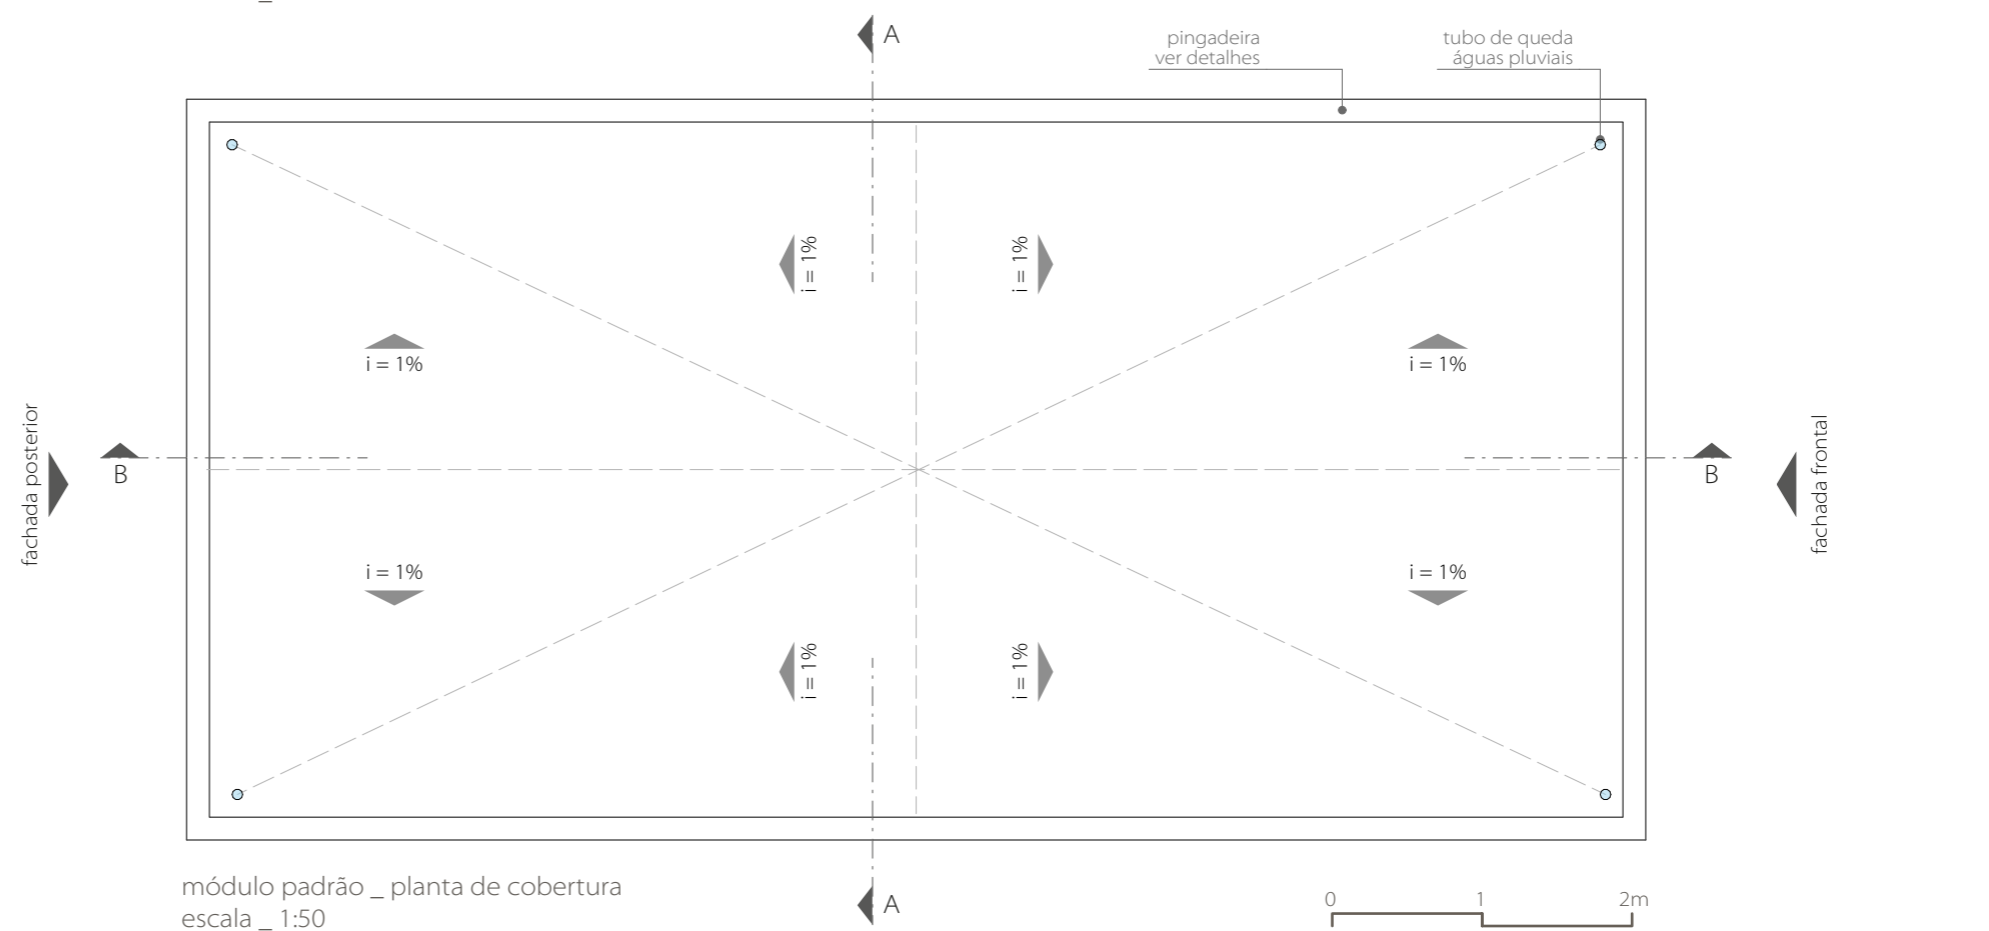 A
pingadeira
ver detalhes
tubo de queda
águas pluviais
i = 1%
i = 1%
i = 1%
i = 1%
fachada posterior
B
B
fachada frontal
i = 1%
i = 1%
i = 1%
i = 1%
módulo padrão _ planta de cobertura
escala _ 1:50
A
0 1 2m